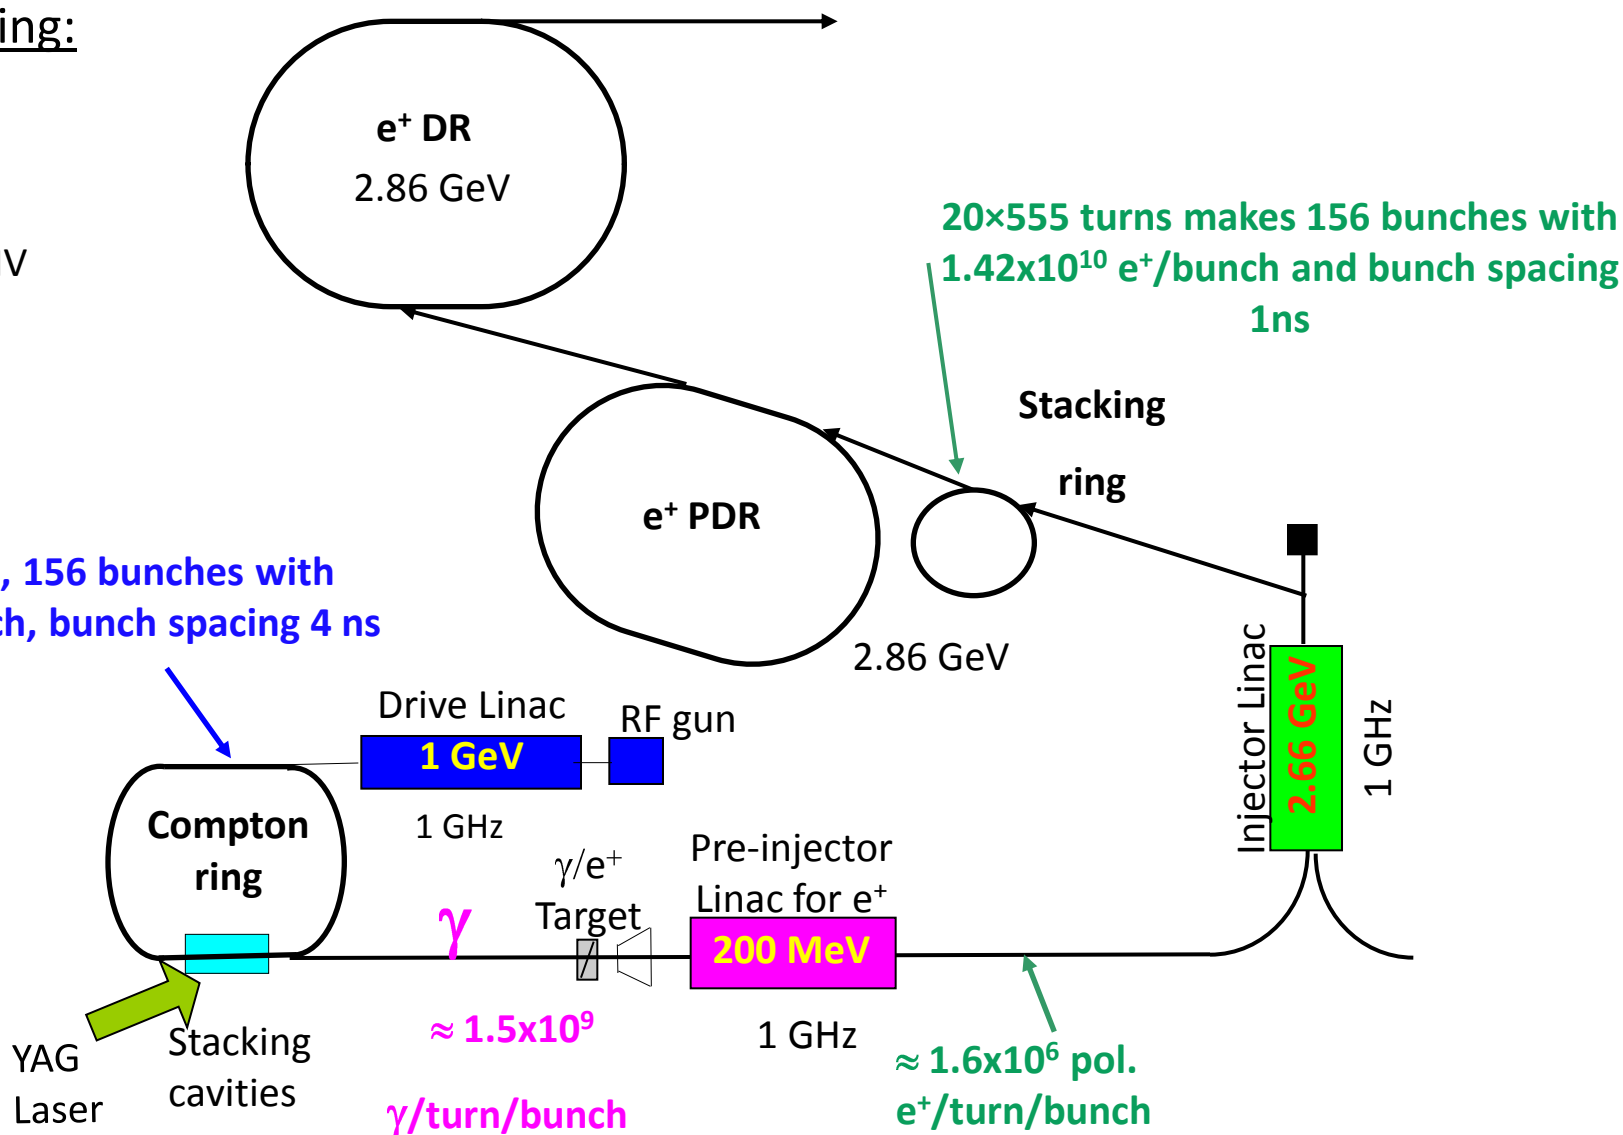 e⁺ DR
2.86 GeV
20×555 turns makes 156 bunches with
1.42x10¹⁰ e⁺/bunch and bunch spacing
1ns
Stacking
ring
e⁺ PDR
2.86 GeV
, 156 bunches with
bunch spacing 4 ns
Drive Linac
RF gun
1 GeV
1 GHz
Compton
ring
γ/e⁺
Target
Pre-injector
Linac for e⁺
200 MeV
1 GHz
Injector Linac
2.66 GeV
1 GHz
γ
≈ 1.5x10⁹
γ/turn/bunch
≈ 1.6x10⁶ pol.
e⁺/turn/bunch
YAG
Laser
Stacking
cavities